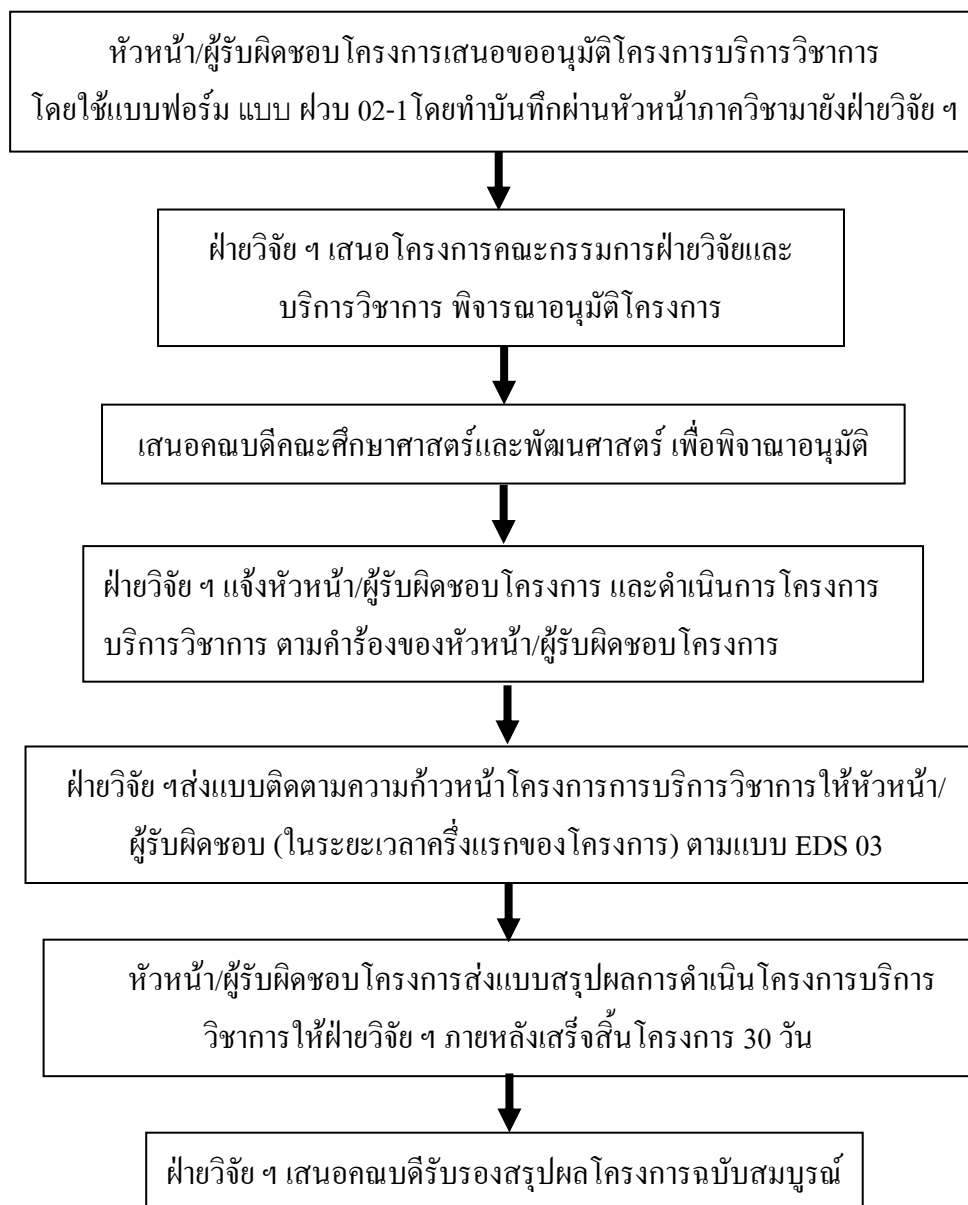 หัวหน้า/ผู้รับผิดชอบโครงการเสนอขออนุมัติโครงการบริการวิชาการ
โดยใช้แบบฟอร์ม แบบ ฝวบ 02-1โดยทำบันทึกผ่านหัวหน้าภาควิชามายังฝ่ายวิจัย ฯ
ฝ่ายวิจัย ฯ เสนอโครงการคณะกรรมการฝ่ายวิจัยและ
บริการวิชาการ พิจารณาอนุมัติโครงการ
เสนอคณบดีคณะศึกษาศาสตร์และพัฒนศาสตร์ เพื่อพิจาณาอนุมัติ
ฝ่ายวิจัย ฯ แจ้งหัวหน้า/ผู้รับผิดชอบโครงการ และดำเนินการโครงการ
บริการวิชาการ ตามคำร้องของหัวหน้า/ผู้รับผิดชอบโครงการ
ฝ่ายวิจัย ฯส่งแบบติดตามความก้าวหน้าโครงการการบริการวิชาการให้หัวหน้า/
ผู้รับผิดชอบ (ในระยะเวลาครึ่งแรกของโครงการ) ตามแบบ EDS 03
หัวหน้า/ผู้รับผิดชอบโครงการส่งแบบสรุปผลการดำเนินโครงการบริการ
วิชาการให้ฝ่ายวิจัย ฯ ภายหลังเสร็จสิ้นโครงการ 30 วัน
ฝ่ายวิจัย ฯ เสนอคณบดีรับรองสรุปผลโครงการฉบับสมบูรณ์